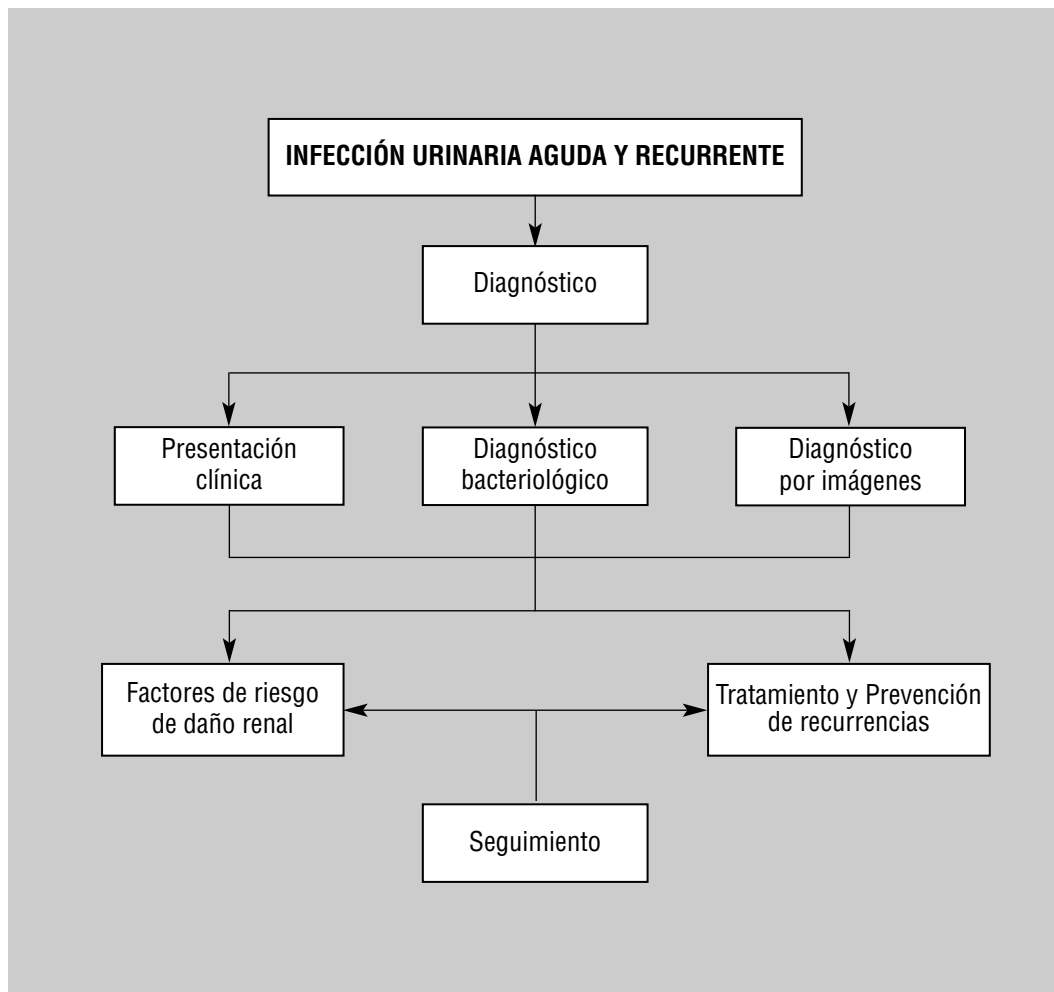 INFECCIÓN URINARIA AGUDA Y RECURRENTE
Diagnóstico
Presentación
clínica
Diagnóstico
bacteriológico
Diagnóstico
por imágenes
Factores de riesgo
de daño renal
Tratamiento y Prevención
de recurrencias
Seguimiento